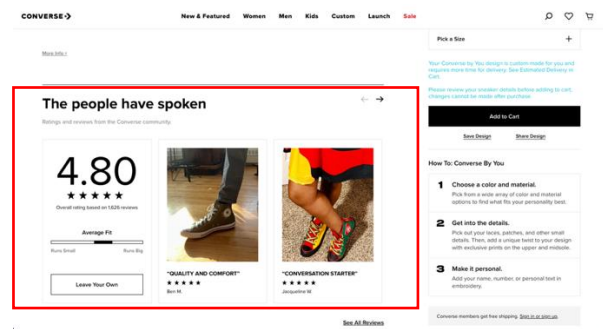 CONVERSE
New & Featured Women Men Kids Custom Launch Sale
More Info
The people have spoken
Ratings and reviews from the Converse community.
4.80
Overall rating based on 1,626 reviews
Average Fit
Runs Small Runs Big
Leave Your Own
"QUALITY AND COMFORT"
Ben M.
"CONVERSATION STARTER"
Jacqueline W.
See All Reviews
Pick a Size +
Your Converse by You design is custom made for you and
requires more time for delivery. See Estimated Delivery in
Cart.
Please review your sneaker details before adding to cart,
changes cannot be made after purchase.
Add to Cart
Save Design Share Design
How To: Converse By You
1 Choose a color and material.
Pick from a wide array of color and material
options to find what fits your personality best.
2 Get into the details.
Pick out your laces, patches, and other small
details. Then, add a unique twist to your design
with exclusive prints on the upper and midsole.
3 Make it personal.
Add your name, number, or personal text in
embroidery.
Converse members get free shipping. Sign in or sign up.